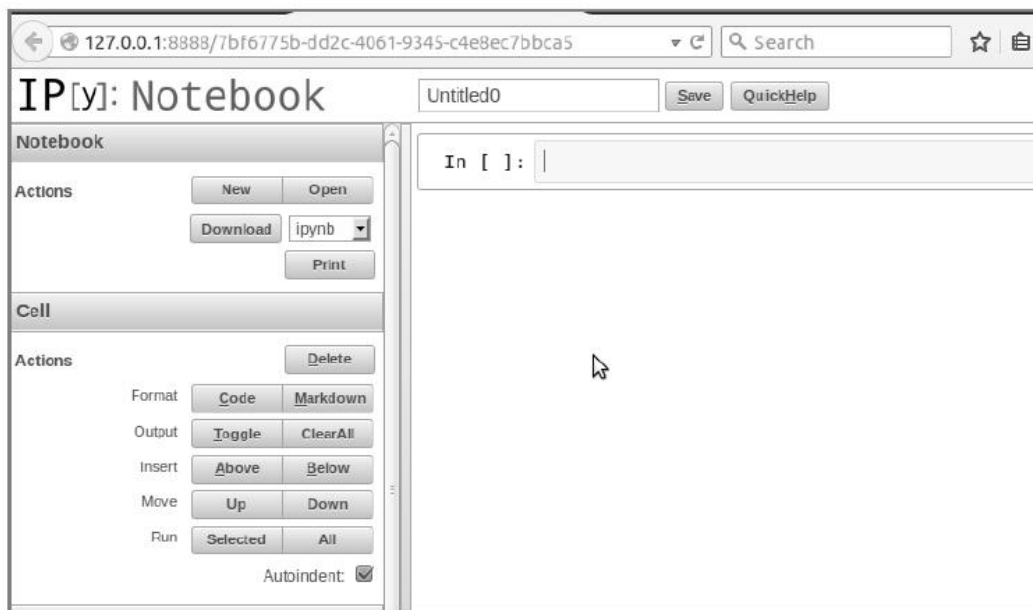 127.0.0.1:8888/7bf6775b-dd2c-4061-9345-c4e8ec7bbca5
Search
IP[y]: Notebook
Untitled0
Save
QuickHelp
Notebook
Actions
New
Open
Download
ipynb
Print
In [ ]:
Cell
Actions
Delete
Format
Code
Markdown
Output
Toggle
ClearAll
Insert
Above
Below
Move
Up
Down
Run
Selected
All
Autoindent: